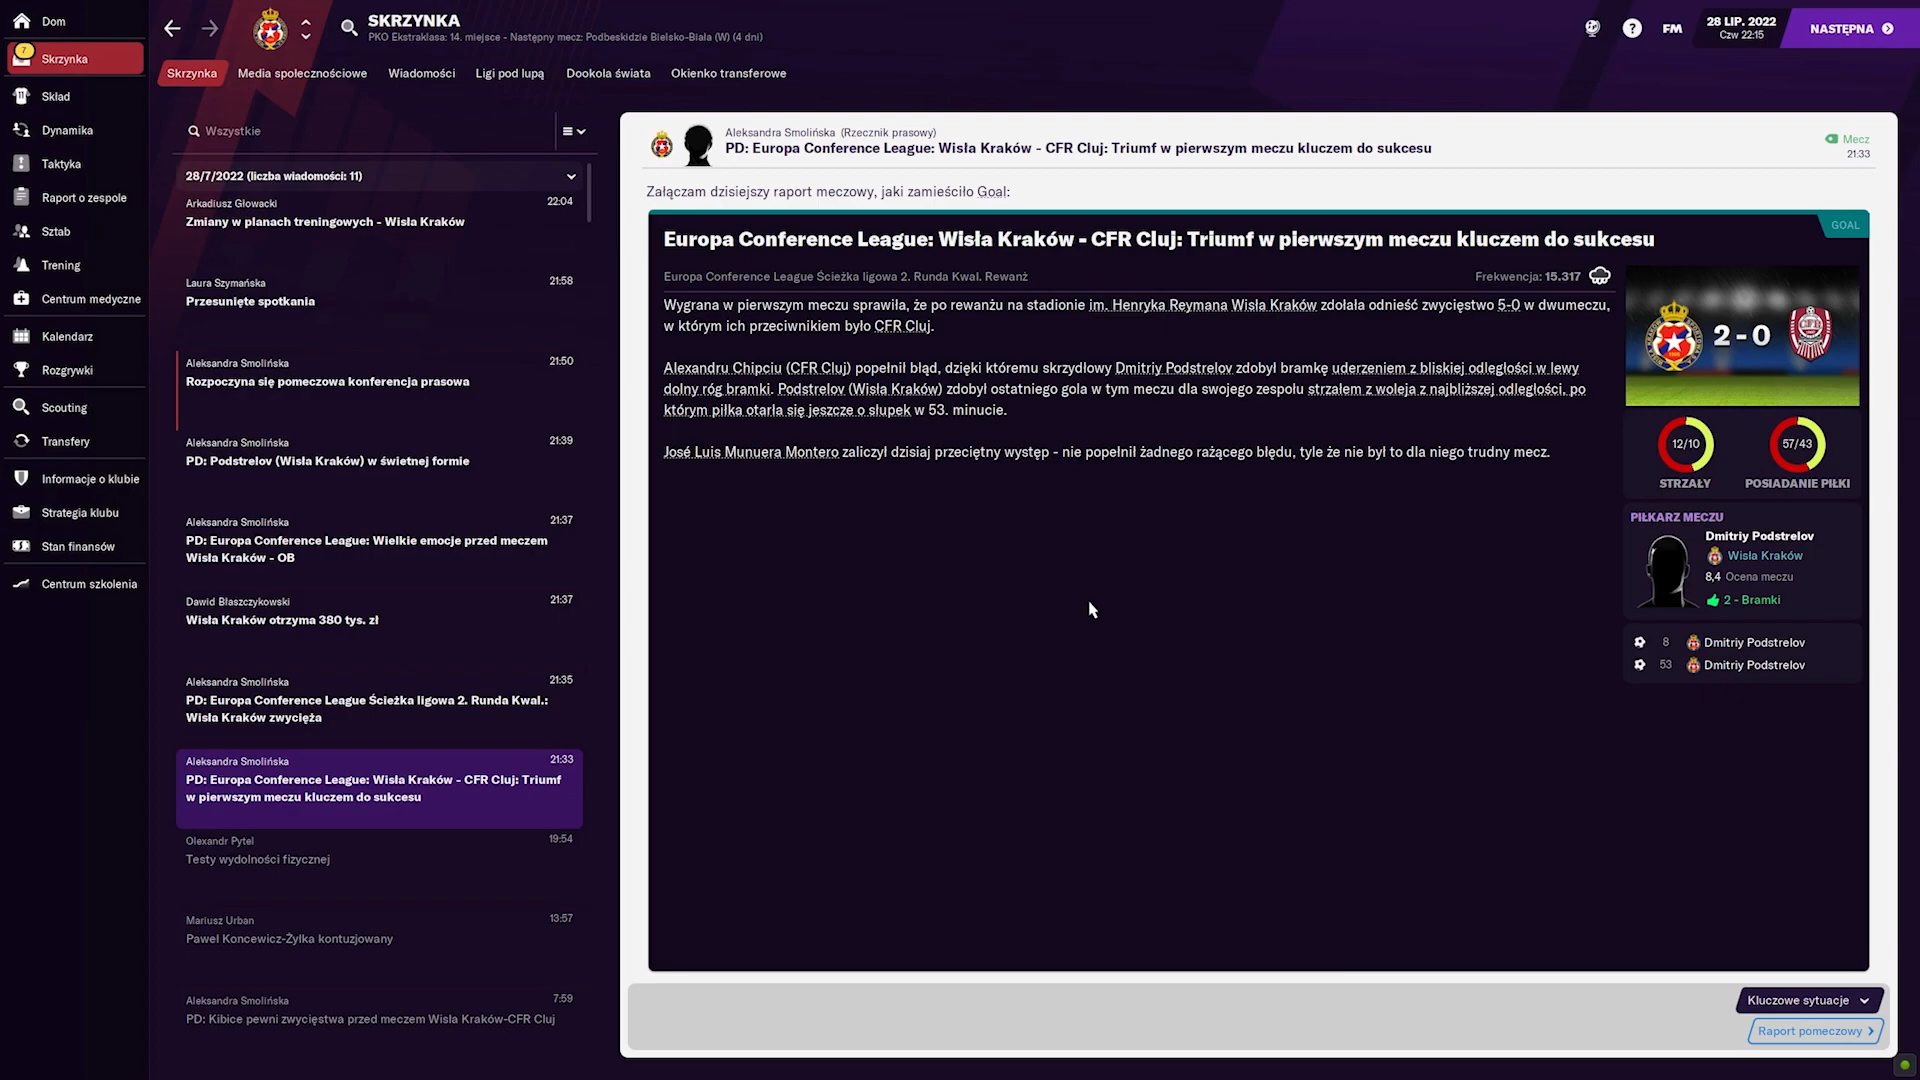 Dom
7
Skrzynka
Skład
Dynamika
Taktyka
Raport o zespole
Sztab
Trening
Centrum medyczne
Kalendarz
Rozgrywki
Scouting
Transfery
Informacje o klubie
Strategia klubu
Stan finansów
Centrum szkolenia
SKRZYNKA
PKO Ekstraklasa: 14. miejsce - Następny mecz: Podbeskidzie Bielsko-Biała (W) (4 dni)
FM
28 LIP. 2022
Czw 22:15
NASTĘPNA
Skrzynka
Media społecznościowe
Wiadomości
Ligi pod lupą
Dookoła świata
Okienko transferowe
Wszystkie
28/7/2022 (liczba wiadomości: 11)
Arkadiusz Głowacki
22:04
Zmiany w planach treningowych - Wisła Kraków
Laura Szymańska
21:58
Przesunięte spotkania
Aleksandra Smolińska
21:50
Rozpoczyna się pomeczowa konferencja prasowa
Aleksandra Smolińska
21:39
PD: Podstrelov (Wisła Kraków) w świetnej formie
Aleksandra Smolińska
21:37
PD: Europa Conference League: Wielkie emocje przed meczem
Wisła Kraków - OB
Dawid Błaszczykowski
21:37
Wisła Kraków otrzyma 380 tys. zł
Aleksandra Smolińska
21:35
PD: Europa Conference League Ścieżka ligowa 2. Runda Kwal.:
Wisła Kraków zwycięża
Aleksandra Smolińska
21:33
PD: Europa Conference League: Wisła Kraków - CFR Cluj: Triumf
w pierwszym meczu kluczem do sukcesu
Olexandr Pytel
19:54
Testy wydolności fizycznej
Mariusz Urban
13:57
Paweł Koncewicz-Żyłka kontuzjowany
Aleksandra Smolińska
7:59
PD: Kibice pewni zwycięstwa przed meczem Wisła Kraków-CFR Cluj
Aleksandra Smolińska (Rzecznik prasowy)
PD: Europa Conference League: Wisła Kraków - CFR Cluj: Triumf w pierwszym meczu kluczem do sukcesu
Mecz
21:33
Załączam dzisiejszy raport meczowy, jaki zamieściło Goal:
GOAL
Europa Conference League: Wisła Kraków - CFR Cluj: Triumf w pierwszym meczu kluczem do sukcesu
Europa Conference League Ścieżka ligowa 2. Runda Kwal. Rewanż
Frekwencja: 15.317
Wygrana w pierwszym meczu sprawiła, że po rewanżu na stadionie im. Henryka Reymana Wisła Kraków zdołała odnieść zwycięstwo 5-0 w dwumeczu,
w którym ich przeciwnikiem było CFR Cluj.
Alexandru Chipciu (CFR Cluj) popełnił błąd, dzięki któremu skrzydłowy Dmitriy Podstrelov zdobył bramkę uderzeniem z bliskiej odległości w lewy
dolny róg bramki. Podstrelov (Wisła Kraków) zdobył ostatniego gola w tym meczu dla swojego zespołu strzałem z woleja z najbliższej odległości, po
którym piłka otarła się jeszcze o słupek w 53. minucie.
José Luis Munuera Montero zaliczył dzisiaj przeciętny występ - nie popełnił żadnego rażącego błędu, tyle że nie był to dla niego trudny mecz.
2-0
12/10
57/43
STRZAŁY
POSIADANIE PIŁKI
PIŁKARZ MECZU
Dmitriy Podstrelov
Wisła Kraków
8,4 Ocena meczu
2 - Bramki
8 Dmitriy Podstrelov
53 Dmitriy Podstrelov
Kluczowe sytuacje
Raport pomeczowy